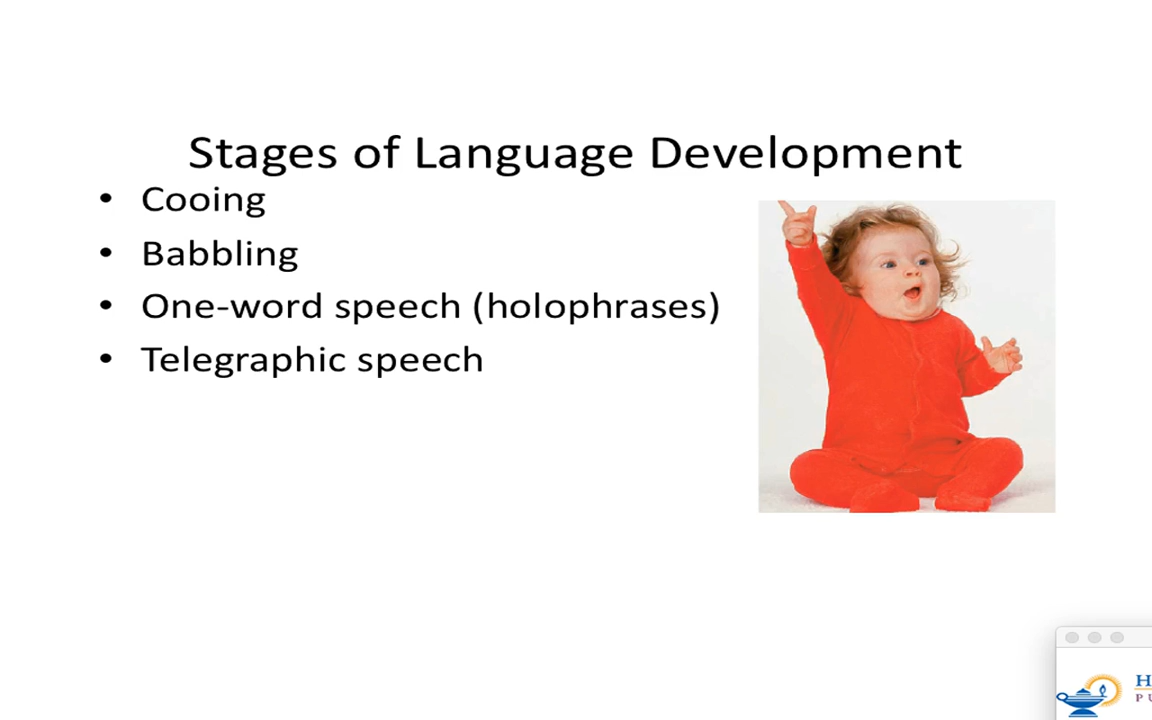 Stages of Language Development
• Cooing
• Babbling
• One-word speech (holophrases)
• Telegraphic speech